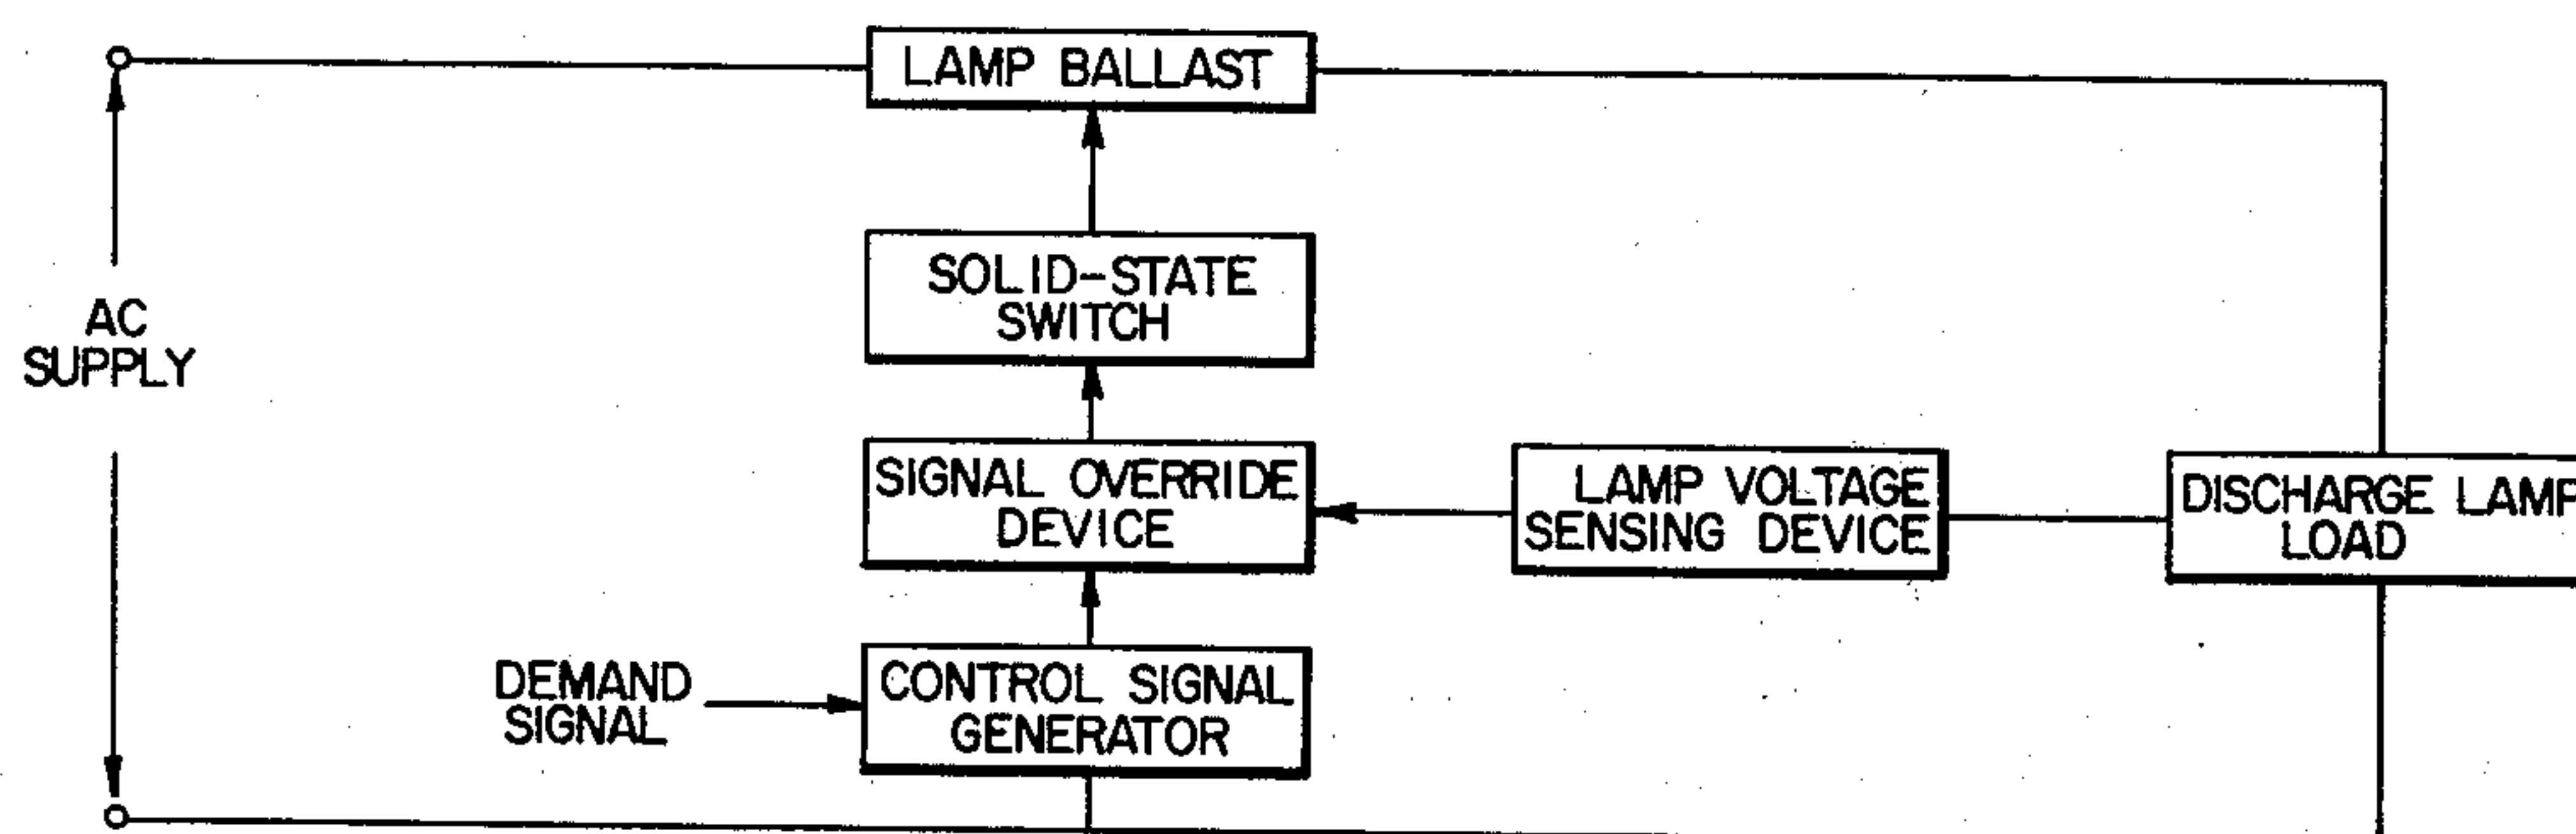 LAMP BALLAST
SOLID-STATE
SWITCH
AC
SUPPLY
SIGNAL OVERRIDE
DEVICE
LAMP VOLTAGE
SENSING DEVICE
DISCHARGE LAMP
LOAD
DEMAND
SIGNAL
CONTROL SIGNAL
GENERATOR